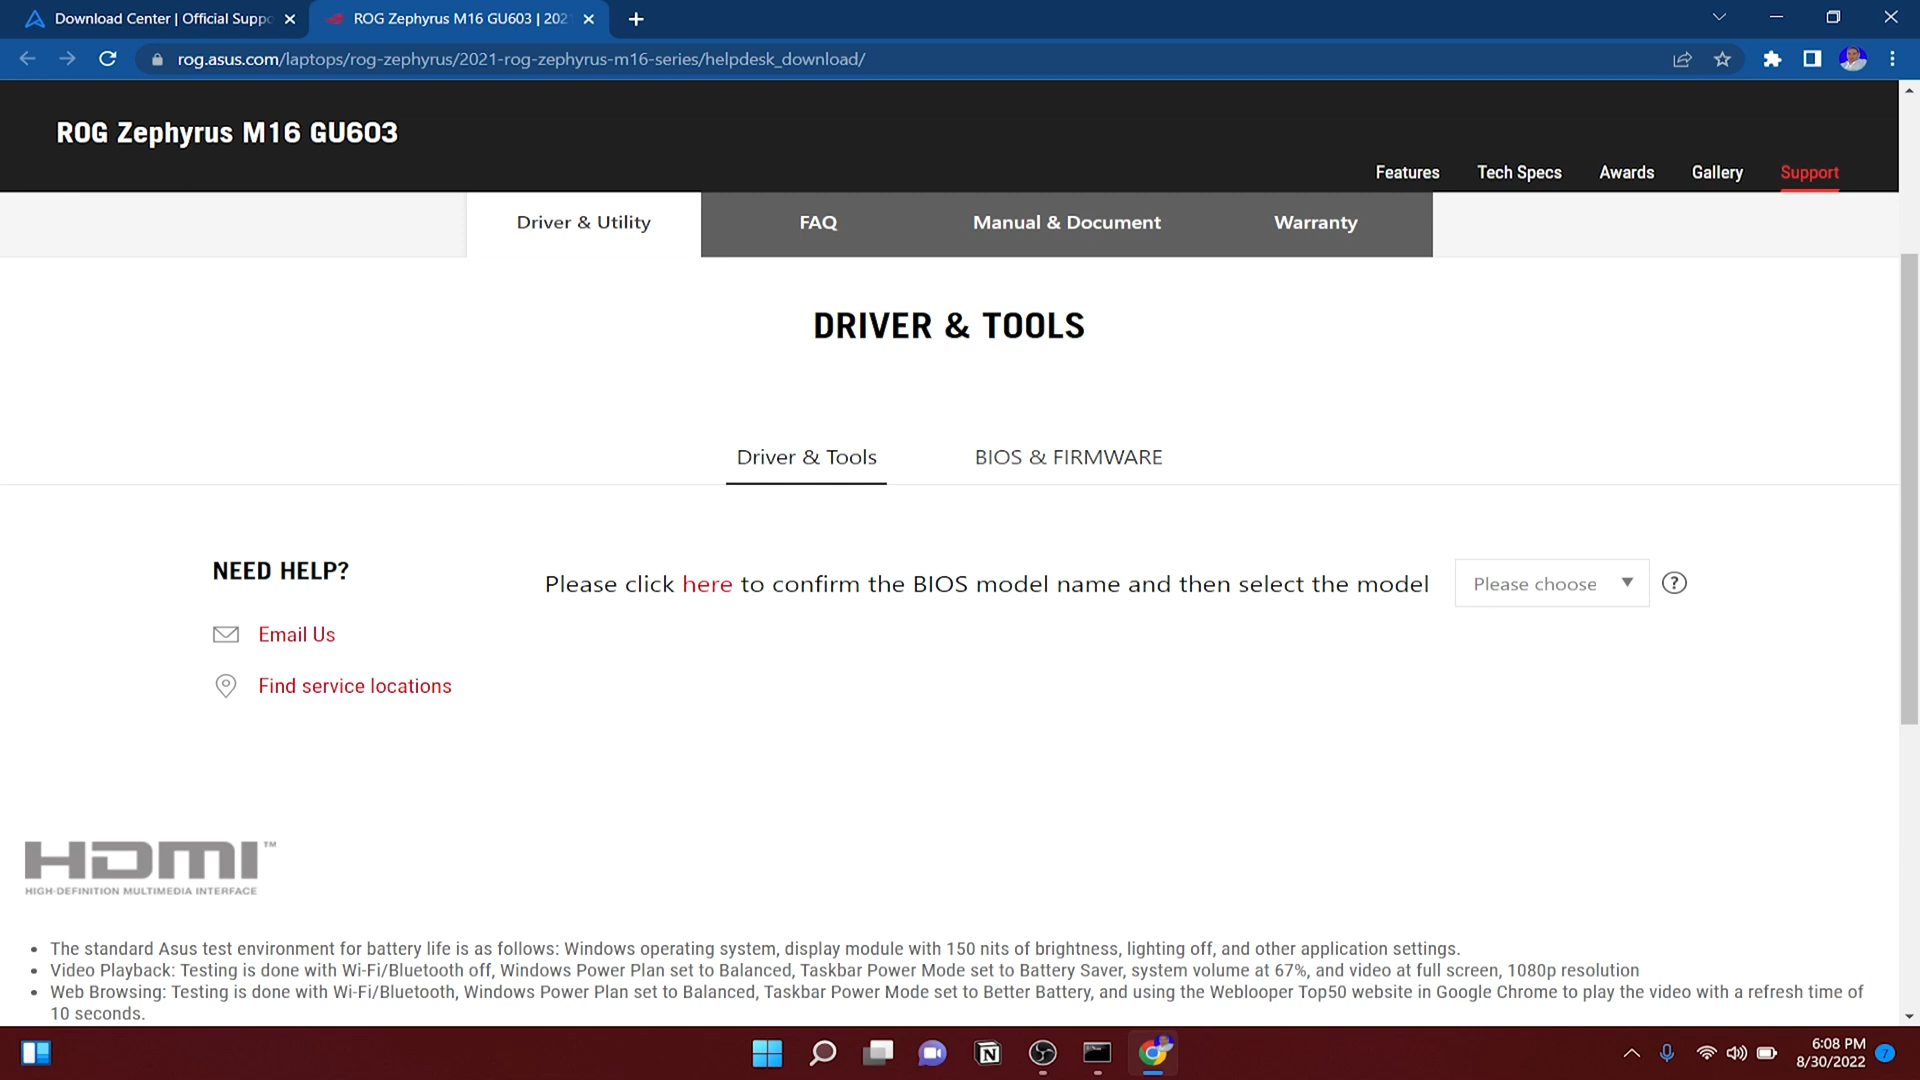 Download Center | Official Suppo
ROG Zephyrus M16 GU603 | 202
rog.asus.com/laptops/rog-zephyrus/2021-rog-zephyrus-m16-series/helpdesk_download/
ROG Zephyrus M16 GU603
Features Tech Specs Awards Gallery Support
Driver & Utility FAQ Manual & Document Warranty
DRIVER & TOOLS
Driver & Tools BIOS & FIRMWARE
NEED HELP?
Please click here to confirm the BIOS model name and then select the model
Please choose
?
Email Us
Find service locations
HDMI™
HIGH-DEFINITION MULTIMEDIA INTERFACE
• The standard Asus test environment for battery life is as follows: Windows operating system, display module with 150 nits of brightness, lighting off, and other application settings.
• Video Playback: Testing is done with Wi-Fi/Bluetooth off, Windows Power Plan set to Balanced, Taskbar Power Mode set to Battery Saver, system volume at 67%, and video at full screen, 1080p resolution
• Web Browsing: Testing is done with Wi-Fi/Bluetooth, Windows Power Plan set to Balanced, Taskbar Power Mode set to Better Battery, and using the Weblooper Top50 website in Google Chrome to play the video with a refresh time of
10 seconds.
N
6:08 PM
8/30/2022
7